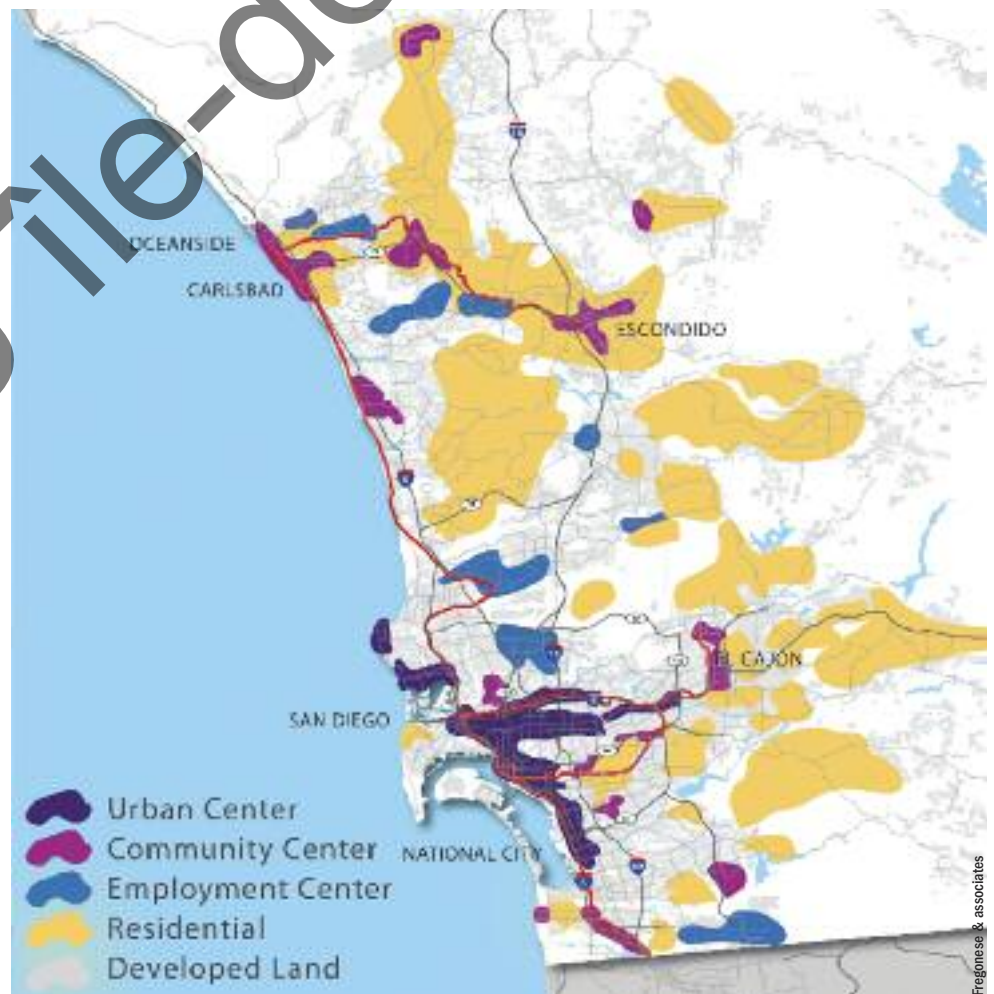 OCEANSIDE
CARLSBAD
ESCONDIDO
EL CAJON
SAN DIEGO
NATIONAL CITY
Urban Center
Community Center
Employment Center
Residential
Developed Land
Fregonese & associates
île-d